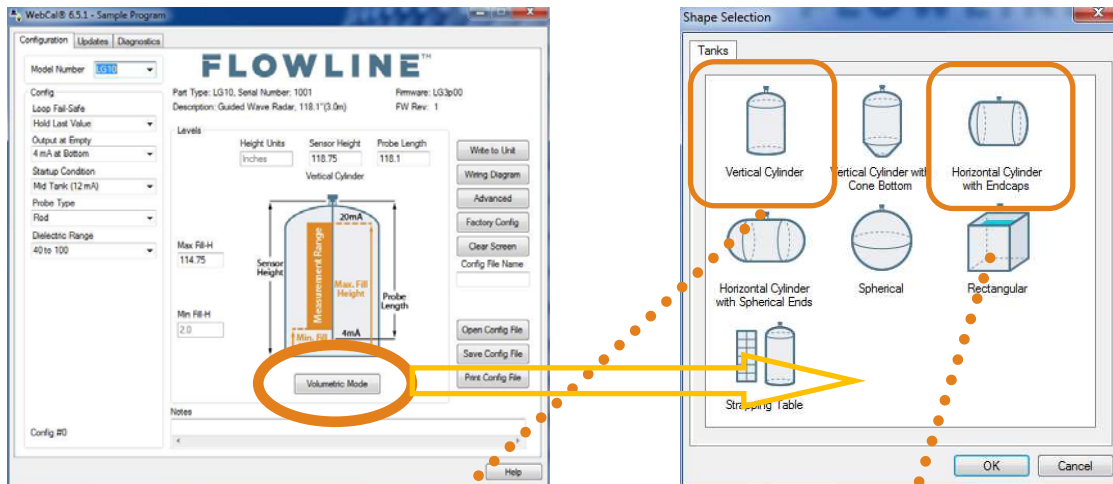 WebCal® 6.5.1 - Sample Program
Configuration Updates Diagnostics
Model Number LG10
FLOWLINE™
Part Type: LG10, Serial Number: 1001 Firmware: LG3p00
Description: Guided Wave Radar, 118.1"(3.0m) FW Rev: 1
Config
Loop Fail-Safe
Hold Last Value
Output at Empty
4 mA at Bottom
Startup Condition
Mid Tank (12 mA)
Probe Type
Rod
Dielectric Range
40 to 100
Config #0
Levels
Height Units Sensor Height Probe Length
Inches 118.75 118.1
Vertical Cylinder
20mA
Max Fill-H
114.75
Sensor
Height
Measurement Range
Max. Fill
Height
Probe
Length
Min Fill-H
2.0
Min. Fill
4mA
Volumetric Mode
Notes
Write to Unit
Wiring Diagram
Advanced
Factory Config
Clear Screen
Config File Name
Open Config File
Save Config File
Print Config File
Help
Shape Selection
Tanks
Vertical Cylinder
Vertical Cylinder with
Cone Bottom
Horizontal Cylinder
with Endcaps
Horizontal Cylinder
with Spherical Ends
Spherical
Rectangular
Strapping Table
OK Cancel